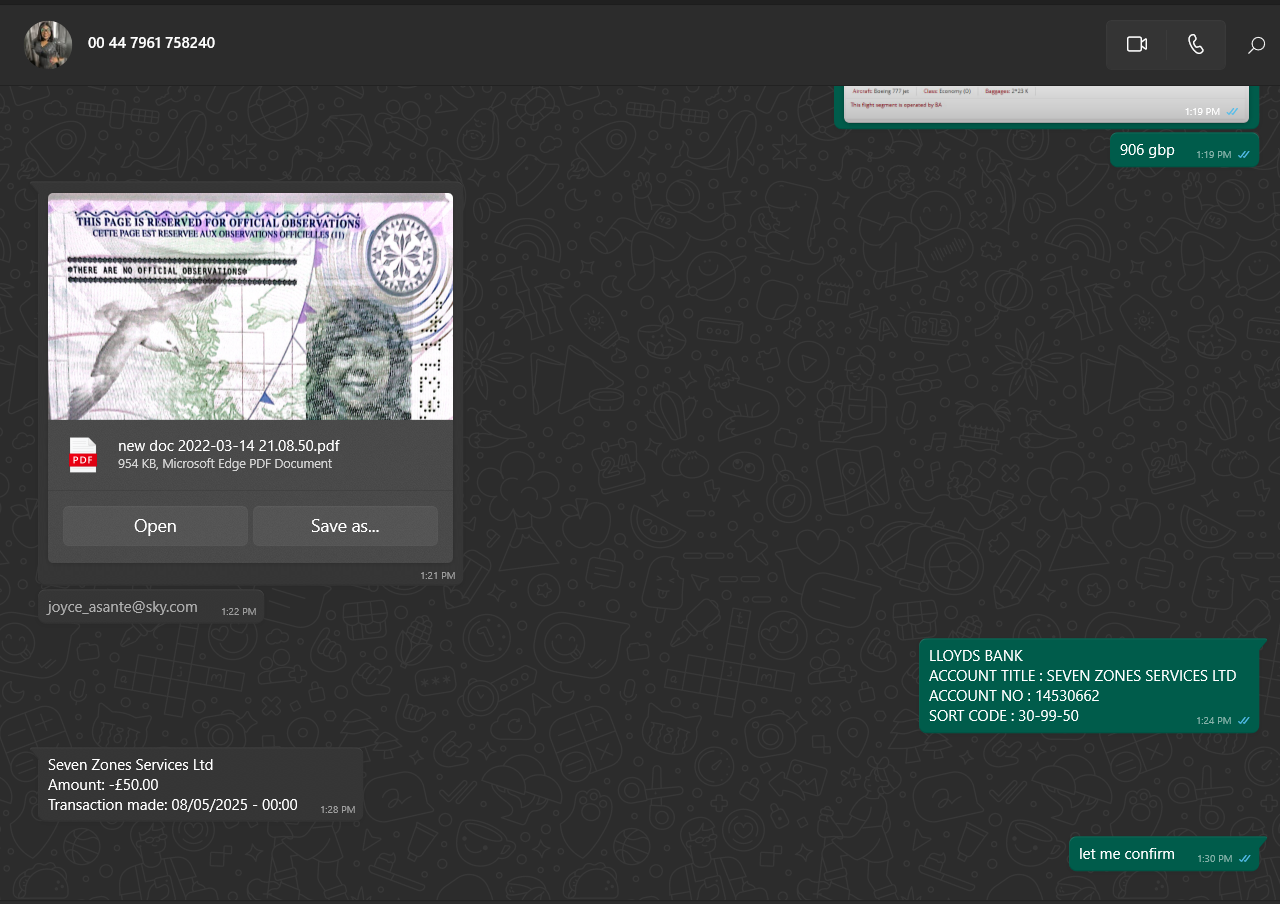 00 44 7961 758240
Aircraft: Boeing 777 jet Class: Economy (O) Baggages: 2*23 K
This flight segment is operated by BA
1:19 PM
906 gbp 1:19 PM
THIS PAGE IS RESERVED FOR OFFICIAL OBSERVATIONS
CETTE PAGE EST RESERVEE AUX OBSERVATIONS OFFICIELLES (11)
THERE ARE NO OFFICIAL OBSERVATIONS
PDF
new doc 2022-03-14 21.08.50.pdf
954 KB, Microsoft Edge PDF Document
Open Save as...
1:21 PM
joyce_asante@sky.com 1:22 PM
LLOYDS BANK
ACCOUNT TITLE : SEVEN ZONES SERVICES LTD
ACCOUNT NO : 14530662
SORT CODE : 30-99-50 1:24 PM
Seven Zones Services Ltd
Amount: -£50.00
Transaction made: 08/05/2025 - 00:00 1:28 PM
let me confirm 1:30 PM